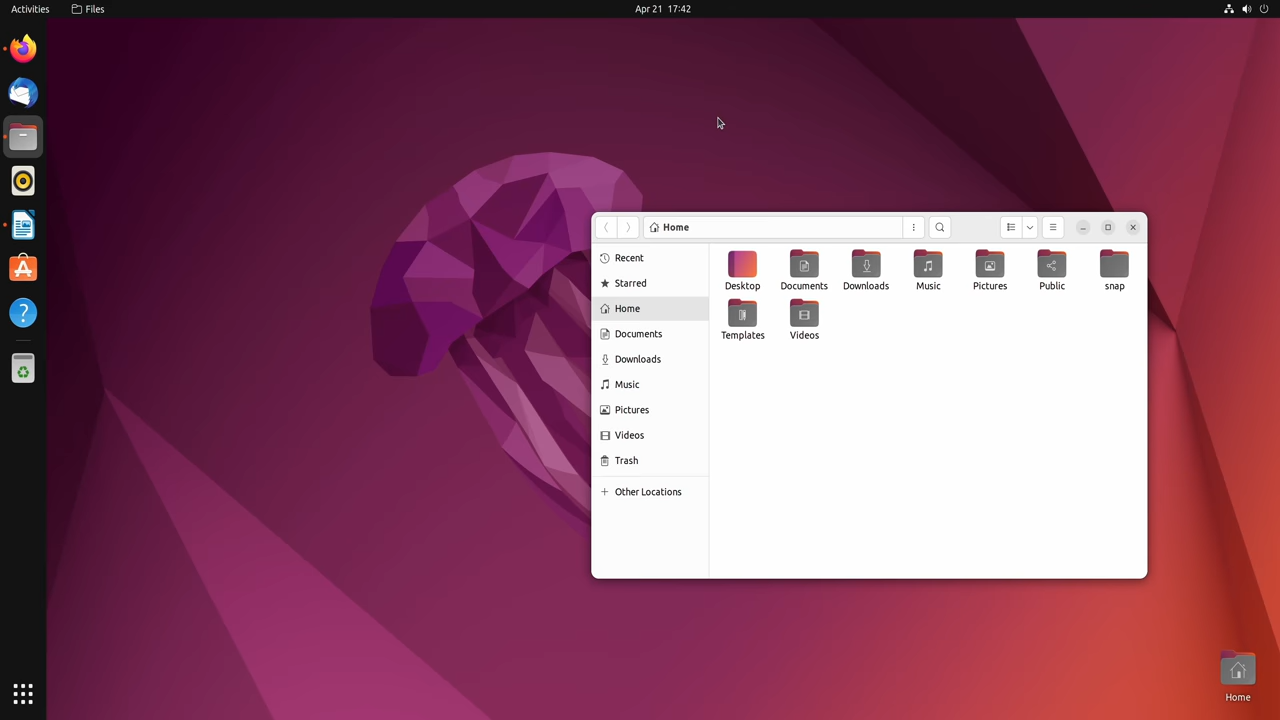 Activities Files Apr 21 17:42
Home
Recent
Starred
Home
Documents
Downloads
Music
Pictures
Videos
Trash
Other Locations
Desktop Documents Downloads Music Pictures Public snap
Templates Videos
Home